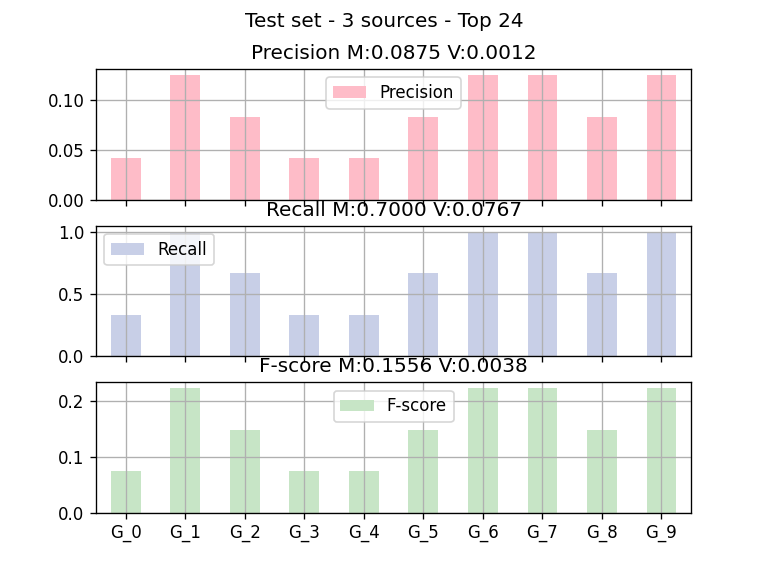 Test set - 3 sources - Top 24
Precision M:0.0875 V:0.0012
0.10
0.05
0.00
Precision
Recall M:0.7000 V:0.0767
1.0
0.5
0.0
Recall
F-score M:0.1556 V:0.0038
0.2
0.1
0.0
F-score
G_0 G_1 G_2 G_3 G_4 G_5 G_6 G_7 G_8 G_9